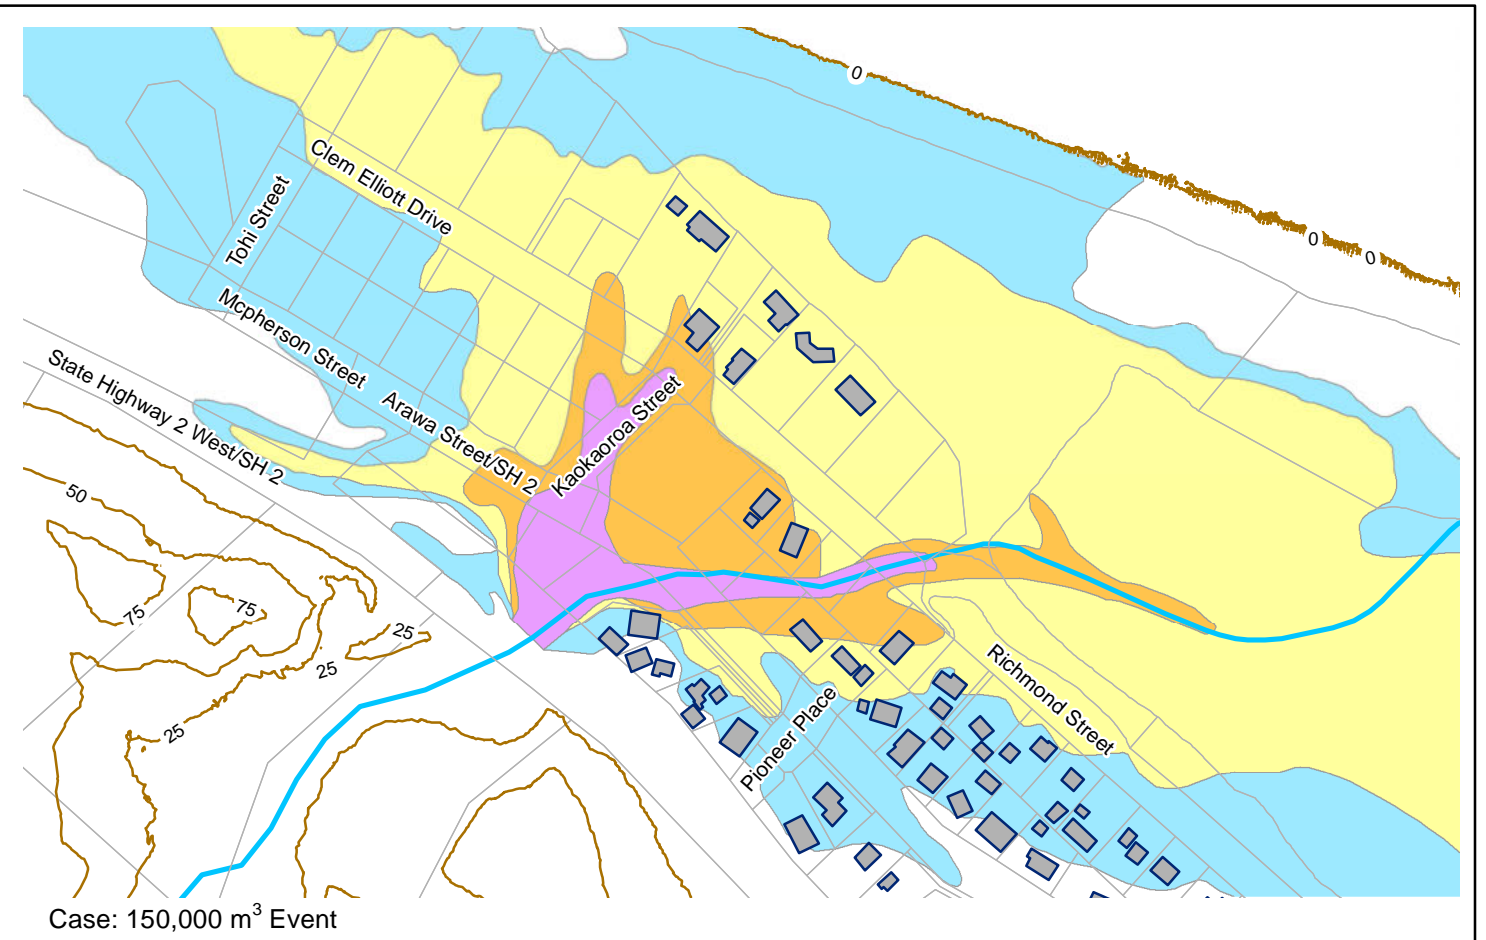 0
Clem Elliott Drive
Tohi Street
0
0
Mcpherson Street
State Highway 2 West/SH 2
Arawa Street/SH 2
Kaokaoroa Street
50
75
75
25
25
25
Richmond Street
Pioneer Place
Case: 150,000 m³ Event